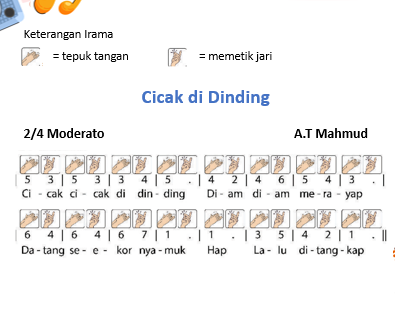 Keterangan Irama
= tepuk tangan = memetik jari
Cicak di Dinding
2/4 Moderato A.T Mahmud
5 3 | 5 3 | 3 4 | 5 . | 4 2 | 4 6 | 5 4 | 3 . |
Ci - cak ci - cak di din - ding Di - am di - am me - ra - yap
6 4 | 6 4 | 6 7 | 1 . | 1 . | 3 5 | 4 2 | 1 . ||
Da - tang se - e - kor nya - muk Hap La - lu di - tang - kap